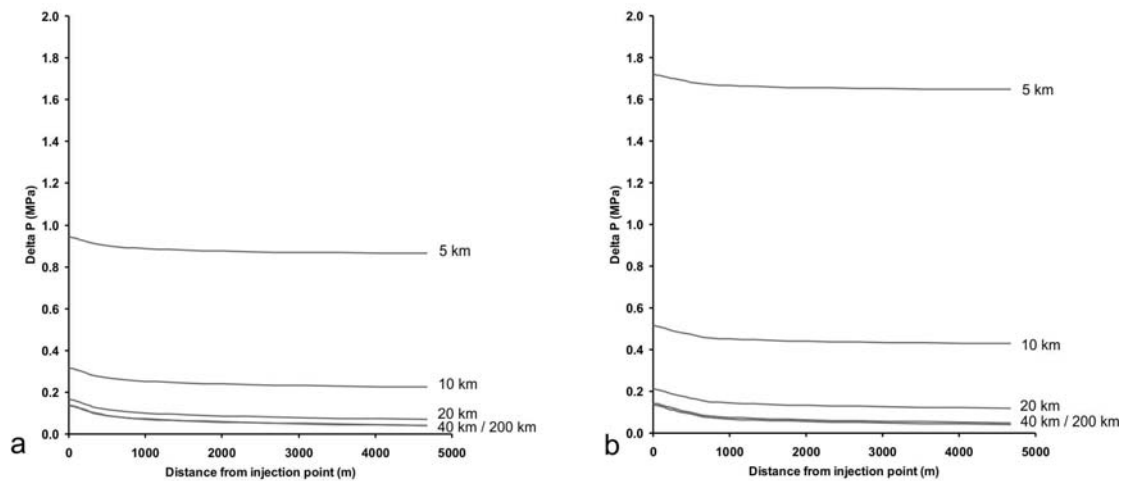 2.0
1.8
1.6
1.4
1.2
1.0
0.8
0.6
0.4
0.2
0.0
Delta P (MPa)
5 km
10 km
20 km
40 km / 200 km
0 1000 2000 3000 4000 5000
Distance from injection point (m)
a
2.0
1.8
1.6
1.4
1.2
1.0
0.8
0.6
0.4
0.2
0.0
Delta P (MPa)
5 km
10 km
20 km
40 km / 200 km
0 1000 2000 3000 4000 5000
Distance from injection point (m)
b